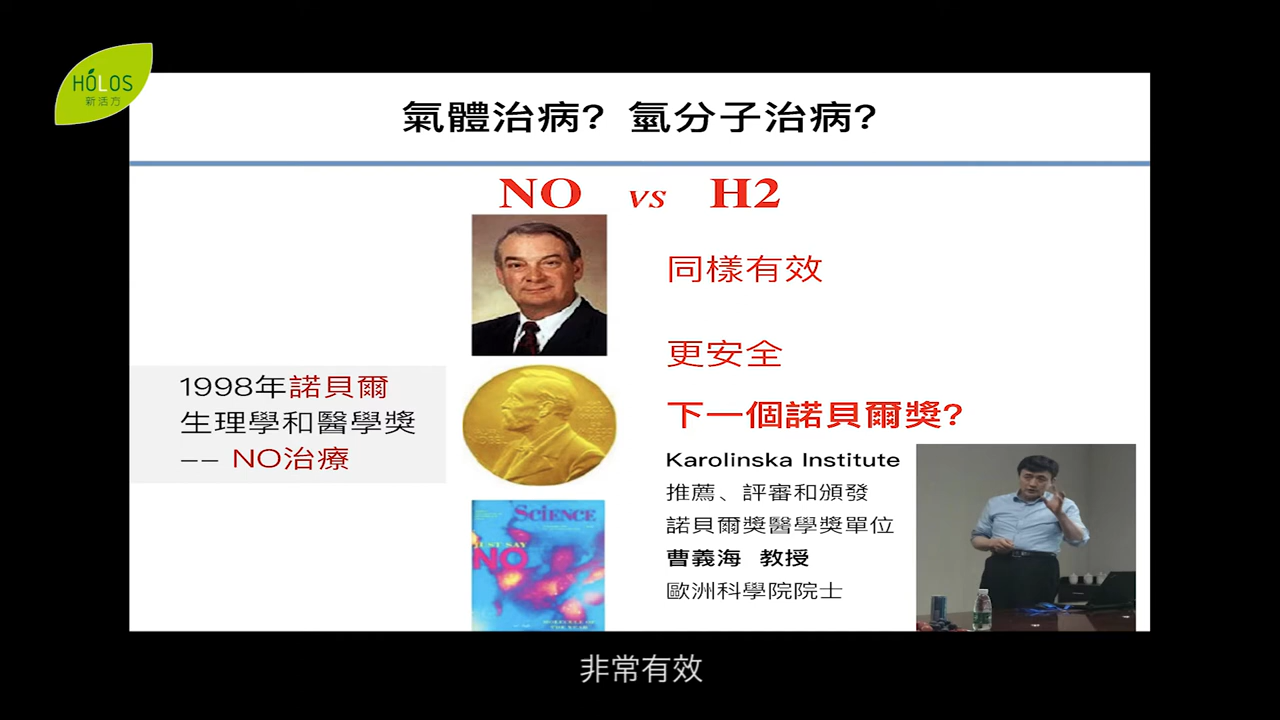 HÓLOS
新活方
氣體治病? 氫分子治病?
NO vs H2
同樣有效
更安全
下一個諾貝爾獎?
1998年諾貝爾
生理學和醫學獎
-- NO治療
SCIENCE
JUST SAY
NO
Karolinska Institute
推薦、評審和頒發
諾貝爾獎醫學獎單位
曹義海 教授
歐洲科學院院士
非常有效